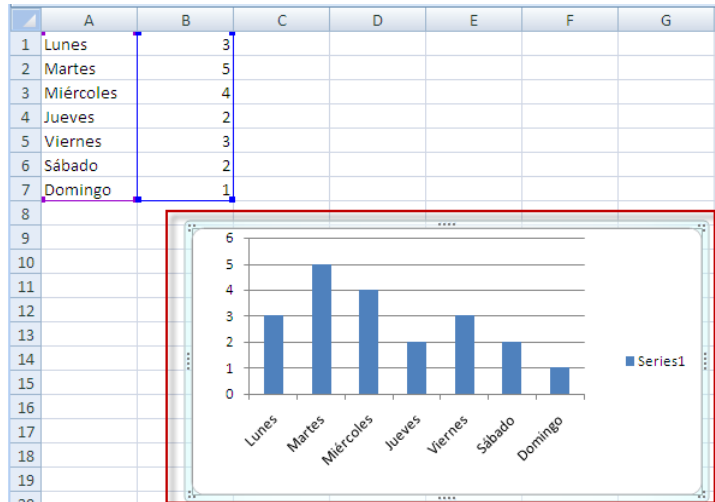 A B C D E F G
1 Lunes 3
2 Martes 5
3 Miércoles 4
4 Jueves 2
5 Viernes 3
6 Sábado 2
7 Domingo 1
8
9
10
11
12
13
14
15
16
17
18
19
20
6
5
4
3
2
1
0
Lunes Martes Miércoles Jueves Viernes Sábado Domingo
Series1